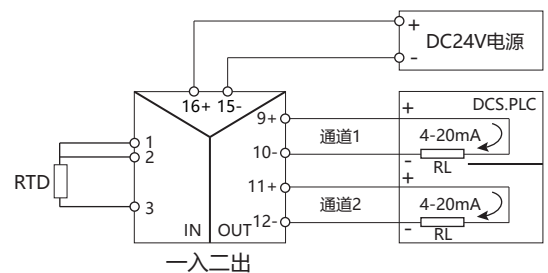 +
DC24V电源
-
16+ 15-
DCS.PLC
9+
+
通道1
4-20mA
1
2
10-
-
RL
RTD
11+
+
通道2
4-20mA
3
12-
-
RL
IN
OUT
一入二出